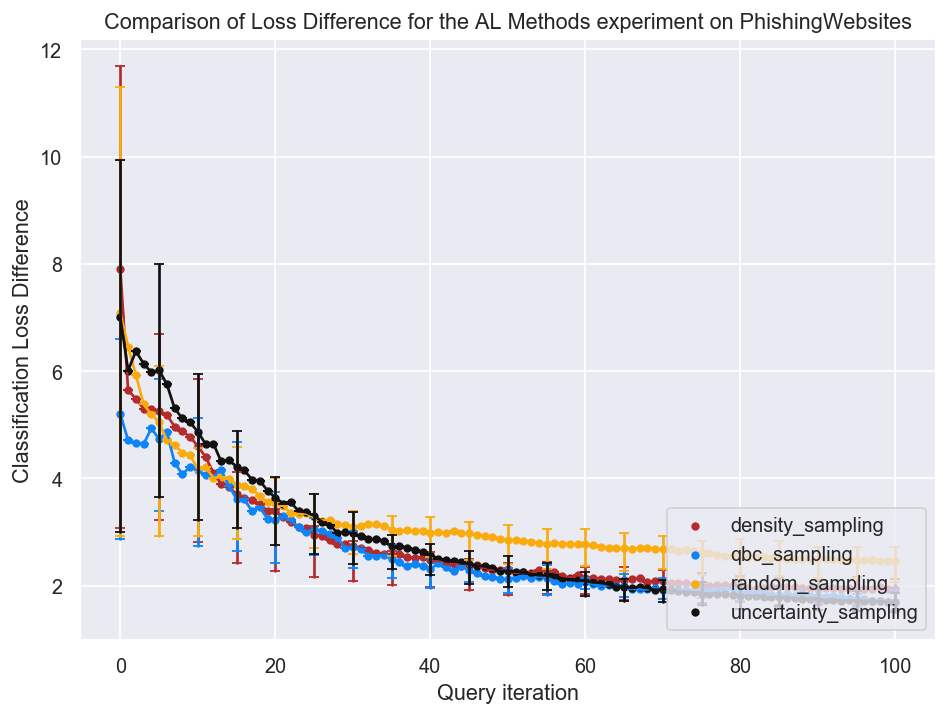 Comparison of Loss Difference for the AL Methods experiment on PhishingWebsites
12
10
8
6
4
2
Classification Loss Difference
density_sampling
qbc_sampling
random_sampling
uncertainty_sampling
0 20 40 60 80 100
Query iteration